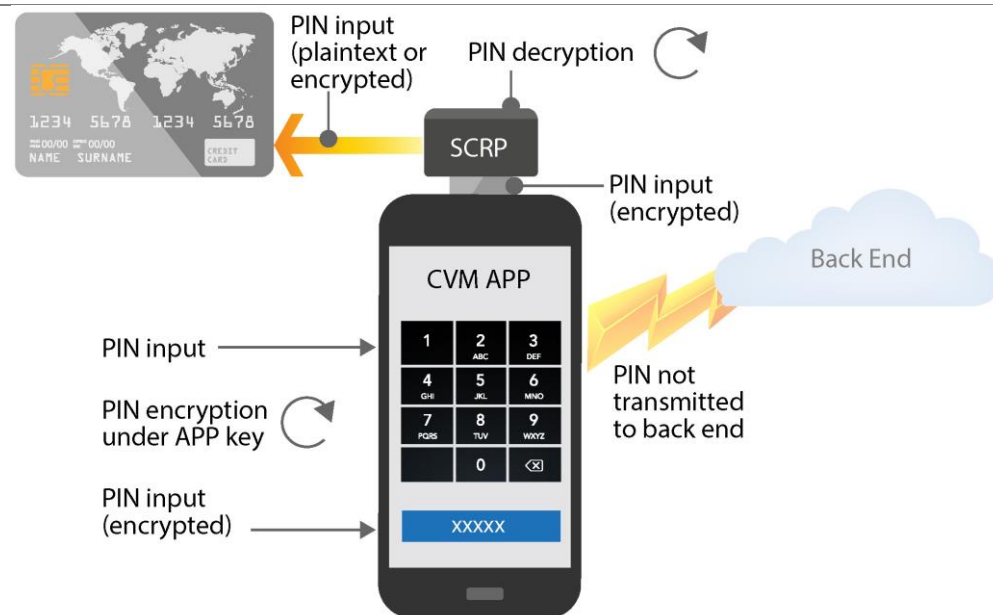 PIN input
(plaintext or
encrypted)
PIN decryption
1234 5678 1234 5678
00/00 00/00
NAME SURNAME
CREDIT
CARD
SCRP
PIN input
(encrypted)
Back End
CVM APP
PIN input
1 2 3
ABC DEF
PIN encryption
under APP key
4 5 6
GHI JKL MNO
7 8 9
PQRS TUV WXYZ
0
PIN not
transmitted
to back end
PIN input
(encrypted)
XXXXX